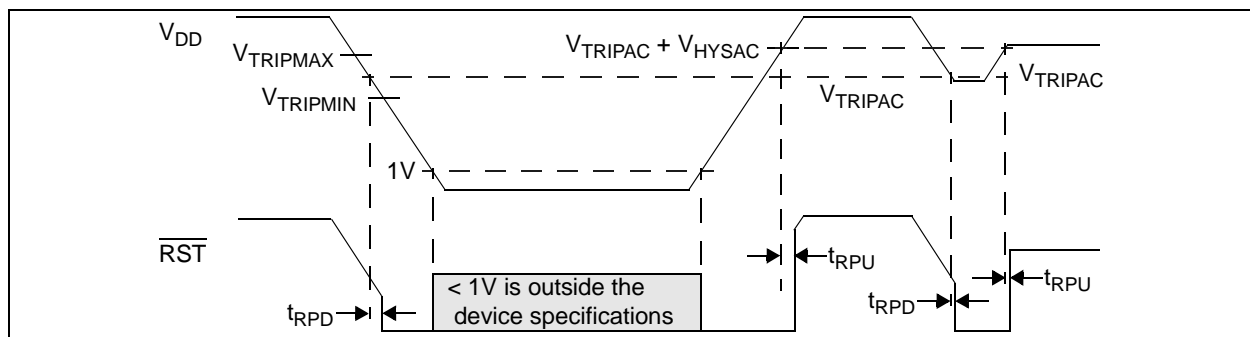 VDD
VTRIPMAX
VTRIPAC + VHYSAC
VTRIPAC
VTRIPAC
VTRIPMIN
1V
RST
tRPU
tRPU
< 1V is outside the
device specifications
tRPD
tRPD